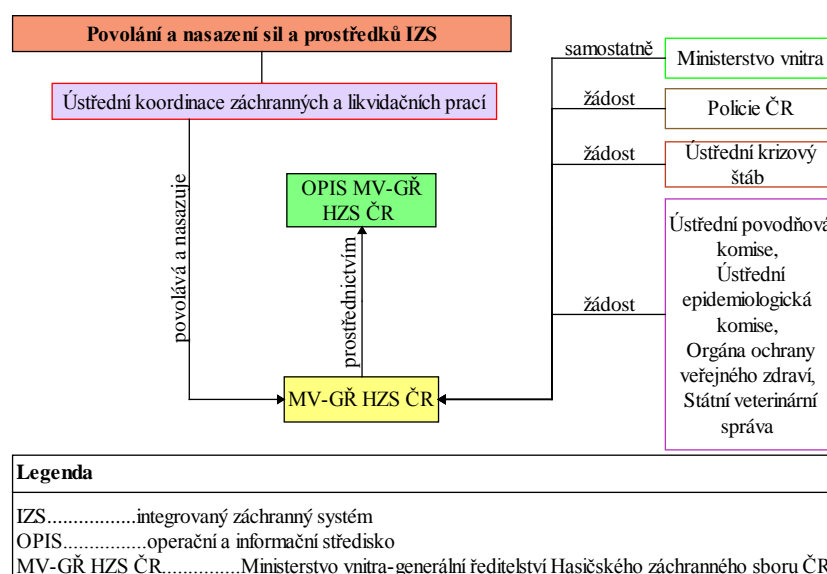 Povolání a nasazení sil a prostředků IZS
Ústřední koordinace záchranných a likvidačních prací
samostatně
Ministerstvo vnitra
žádost
Policie ČR
žádost
Ústřední krizový
štáb
povolává a nasazuje
OPIS MV-GŘ
HZS ČR
prostřednictvím
žádost
Ústřední povodňová
komise,
Ústřední
epidemiologická
komise,
Orgána ochrany
veřejného zdraví,
Státní veterinární
správa
MV-GŘ HZS ČR
Legenda
IZS.................integrovaný záchranný systém
OPIS................operační a informační středisko
MV-GŘ HZS ČR...............Ministerstvo vnitra-generální ředitelství Hasičského záchranného sboru ČR